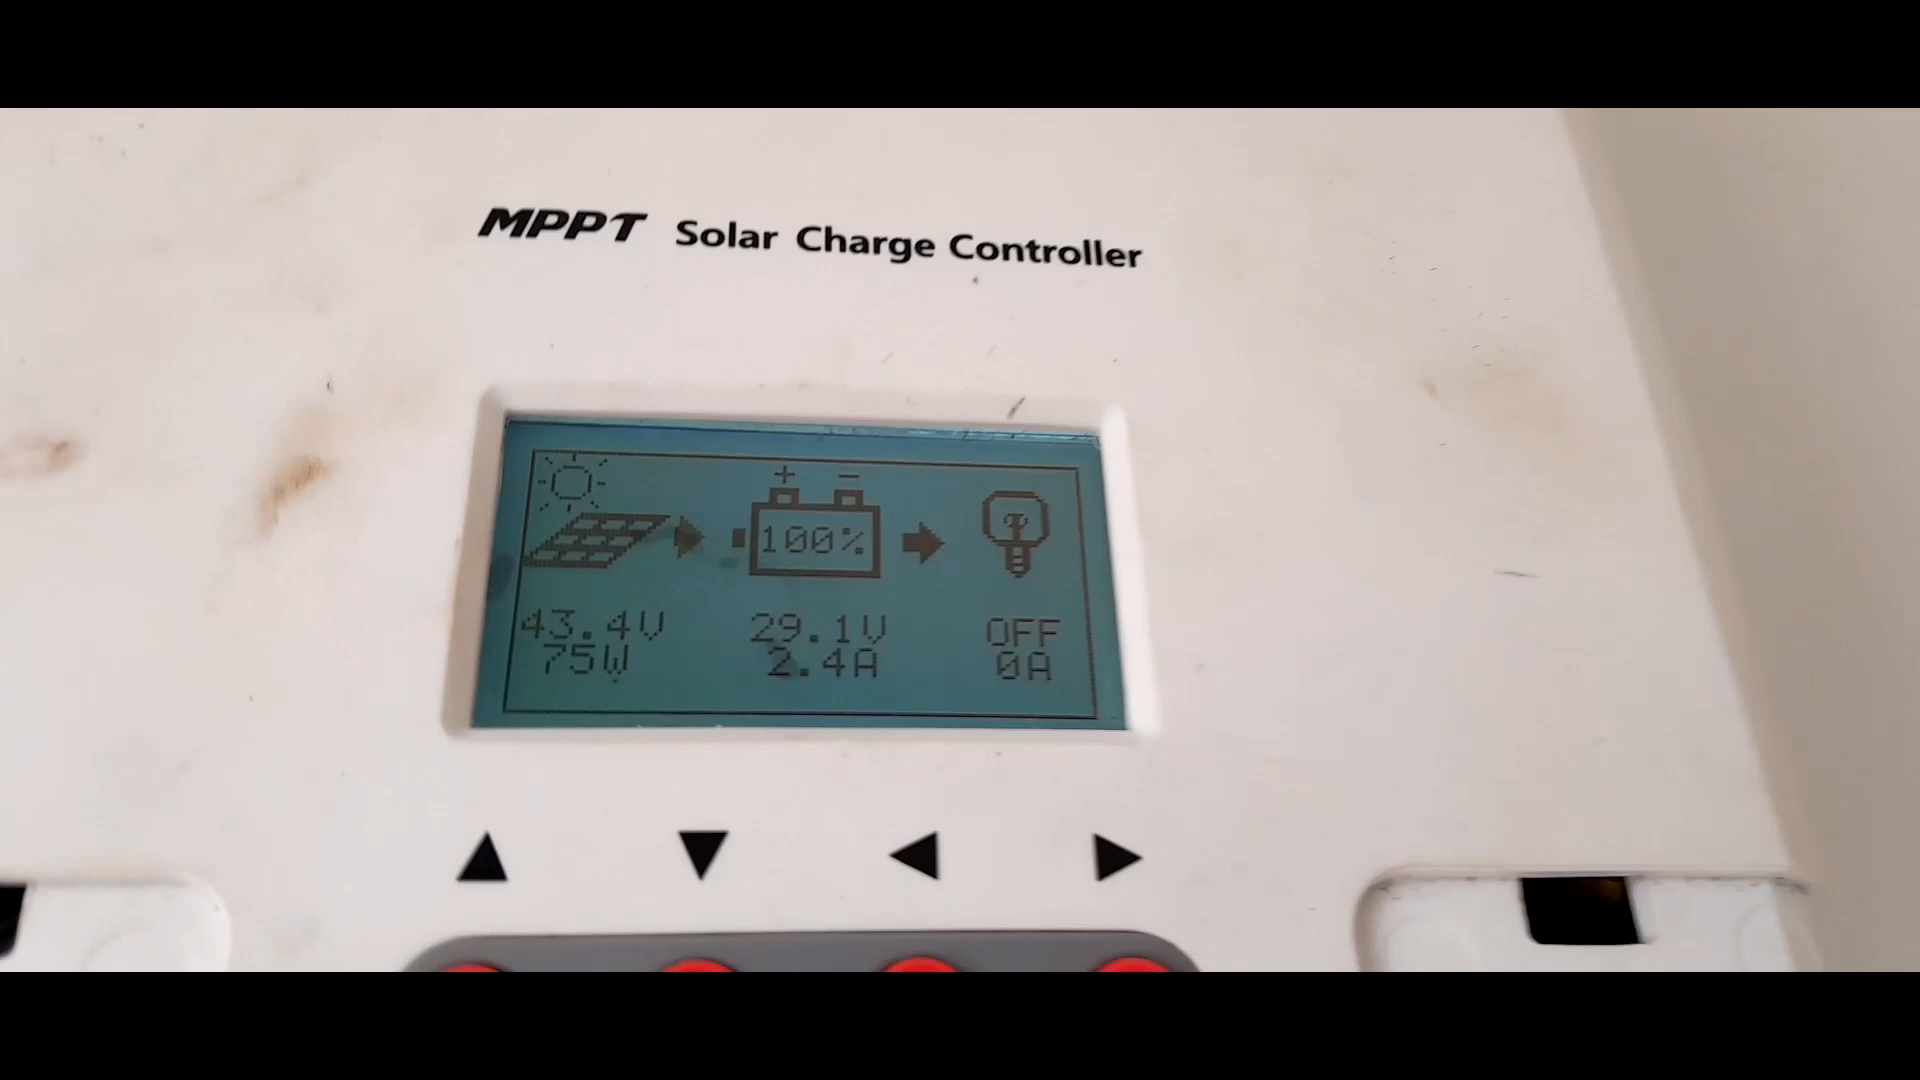 MPPT Solar Charge Controller
+ −
100%
43.4V 29.1V OFF
75W 2.4A 0A